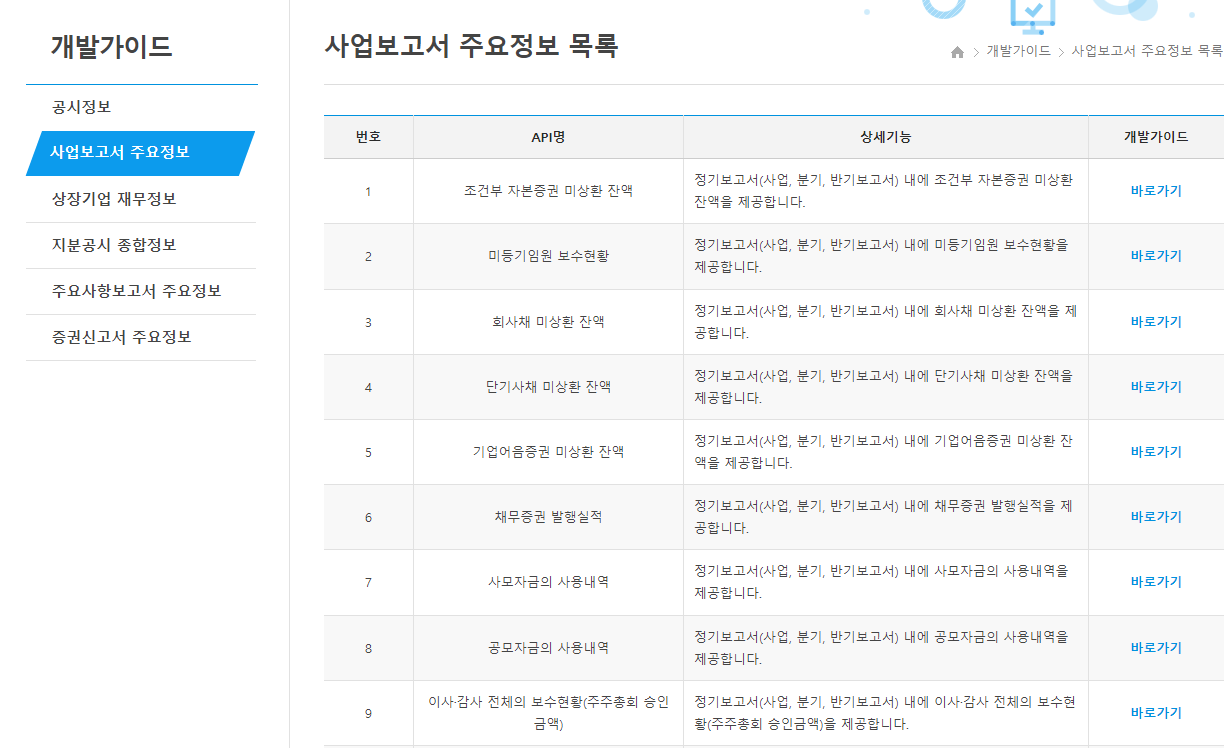 개발가이드
공시정보
사업보고서 주요정보
상장기업 재무정보
지분공시 종합정보
주요사항보고서 주요정보
증권신고서 주요정보
사업보고서 주요정보 목록
개발가이드 > 사업보고서 주요정보 목록
번호 API명 상세기능 개발가이드
1 조건부 자본증권 미상환 잔액 정기보고서(사업, 분기, 반기보고서) 내에 조건부 자본증권 미상환
잔액을 제공합니다. 바로가기
2 미등기임원 보수현황 정기보고서(사업, 분기, 반기보고서) 내에 미등기임원 보수현황을
제공합니다. 바로가기
3 회사채 미상환 잔액 정기보고서(사업, 분기, 반기보고서) 내에 회사채 미상환 잔액을 제
공합니다. 바로가기
4 단기사채 미상환 잔액 정기보고서(사업, 분기, 반기보고서) 내에 단기사채 미상환 잔액을
제공합니다. 바로가기
5 기업어음증권 미상환 잔액 정기보고서(사업, 분기, 반기보고서) 내에 기업어음증권 미상환 잔
액을 제공합니다. 바로가기
6 채무증권 발행실적 정기보고서(사업, 분기, 반기보고서) 내에 채무증권 발행실적을 제
공합니다. 바로가기
7 사모자금의 사용내역 정기보고서(사업, 분기, 반기보고서) 내에 사모자금의 사용내역을
제공합니다. 바로가기
8 공모자금의 사용내역 정기보고서(사업, 분기, 반기보고서) 내에 공모자금의 사용내역을
제공합니다. 바로가기
9 이사·감사 전체의 보수현황(주주총회 승인
금액) 정기보고서(사업, 분기, 반기보고서) 내에 이사·감사 전체의 보수현
황(주주총회 승인금액)을 제공합니다. 바로가기